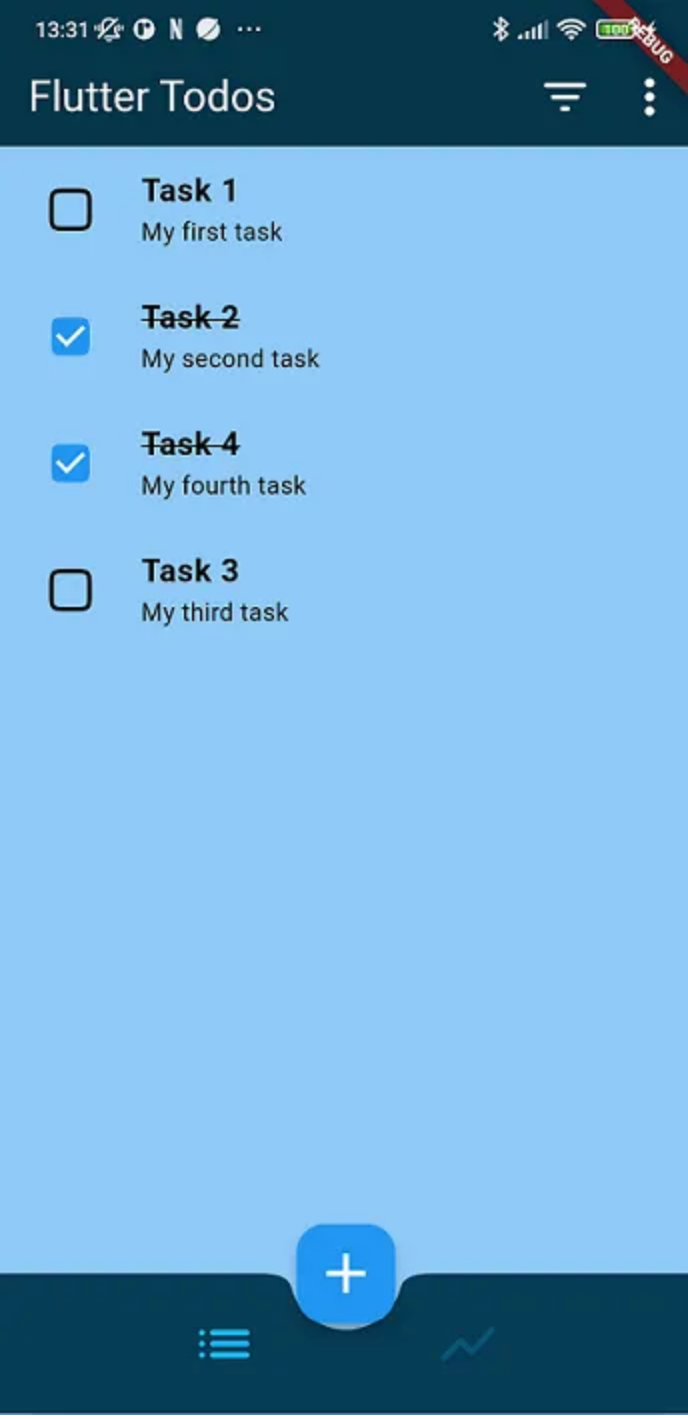 13:31 N ...
100
DEBUG
Flutter Todos
Task 1
My first task
Task 2
My second task
Task 4
My fourth task
Task 3
My third task